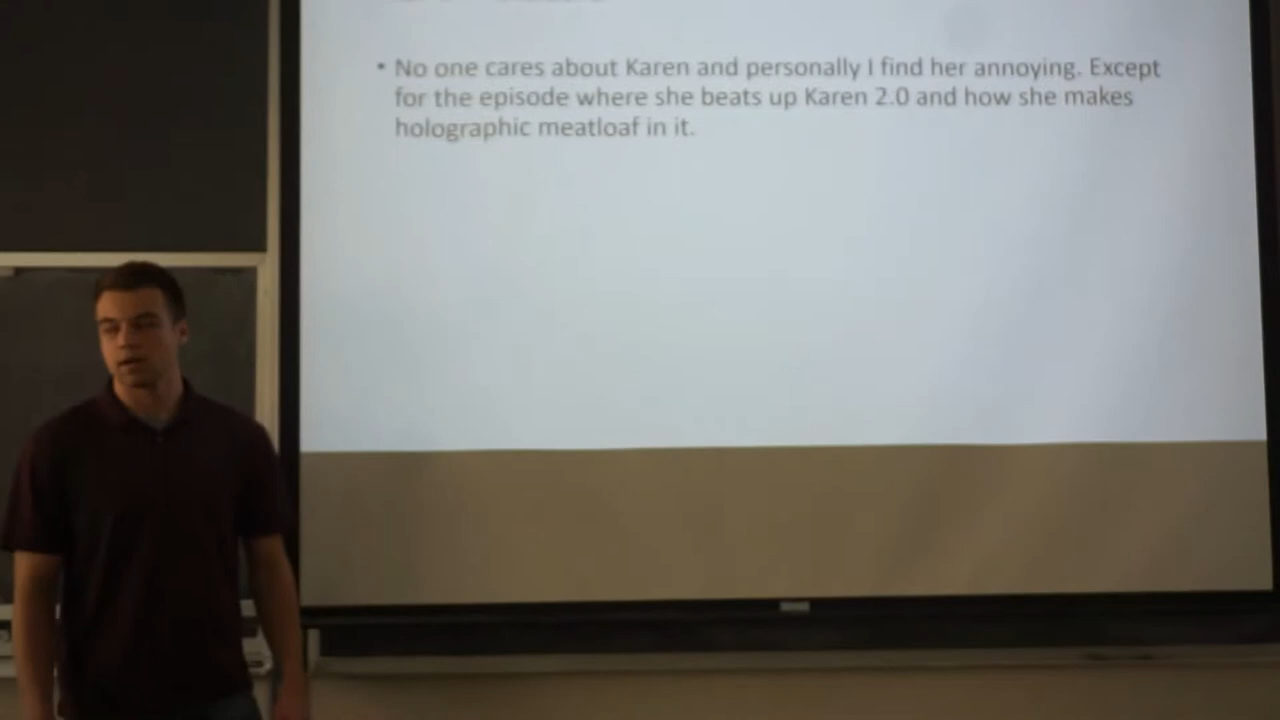 • No one cares about Karen and personally I find her annoying. Except
for the episode where she beats up Karen 2.0 and how she makes
holographic meatloaf in it.